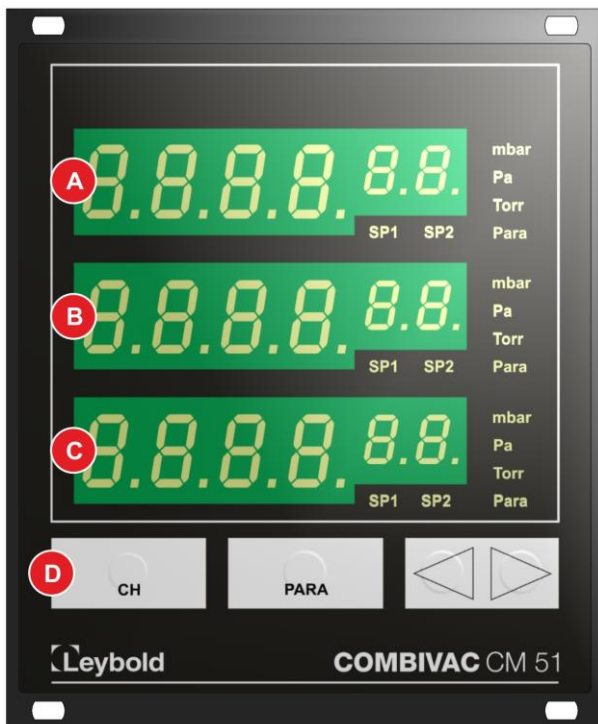 A
8.8.8.8. 8.8.
SP1 SP2
mbar
Pa
Torr
Para
B
8.8.8.8. 8.8.
SP1 SP2
mbar
Pa
Torr
Para
C
8.8.8.8. 8.8.
SP1 SP2
mbar
Pa
Torr
Para
D
CH
PARA
Leybold
COMBIVAC CM 51